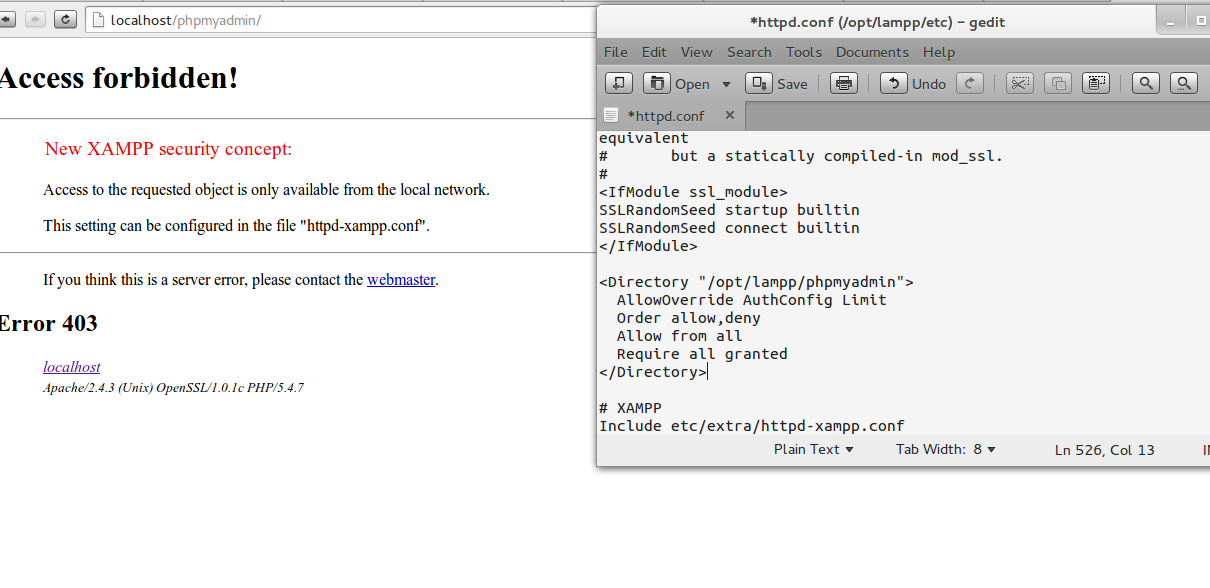 localhost/phpmyadmin/
Access forbidden!
New XAMPP security concept:
Access to the requested object is only available from the local network.
This setting can be configured in the file "httpd-xampp.conf".
If you think this is a server error, please contact the webmaster.
Error 403
localhost
Apache/2.4.3 (Unix) OpenSSL/1.0.1c PHP/5.4.7
*httpd.conf (/opt/lampp/etc) – gedit
File Edit View Search Tools Documents Help
Open Save Undo
*httpd.conf
equivalent
#       but a statically compiled-in mod_ssl.
#
<IfModule ssl_module>
SSLRandomSeed startup builtin
SSLRandomSeed connect builtin
</IfModule>
<Directory "/opt/lampp/phpmyadmin">
  AllowOverride AuthConfig Limit
  Order allow,deny
  Allow from all
  Require all granted
</Directory>
# XAMPP
Include etc/extra/httpd-xampp.conf
Plain Text Tab Width: 8 Ln 526, Col 13